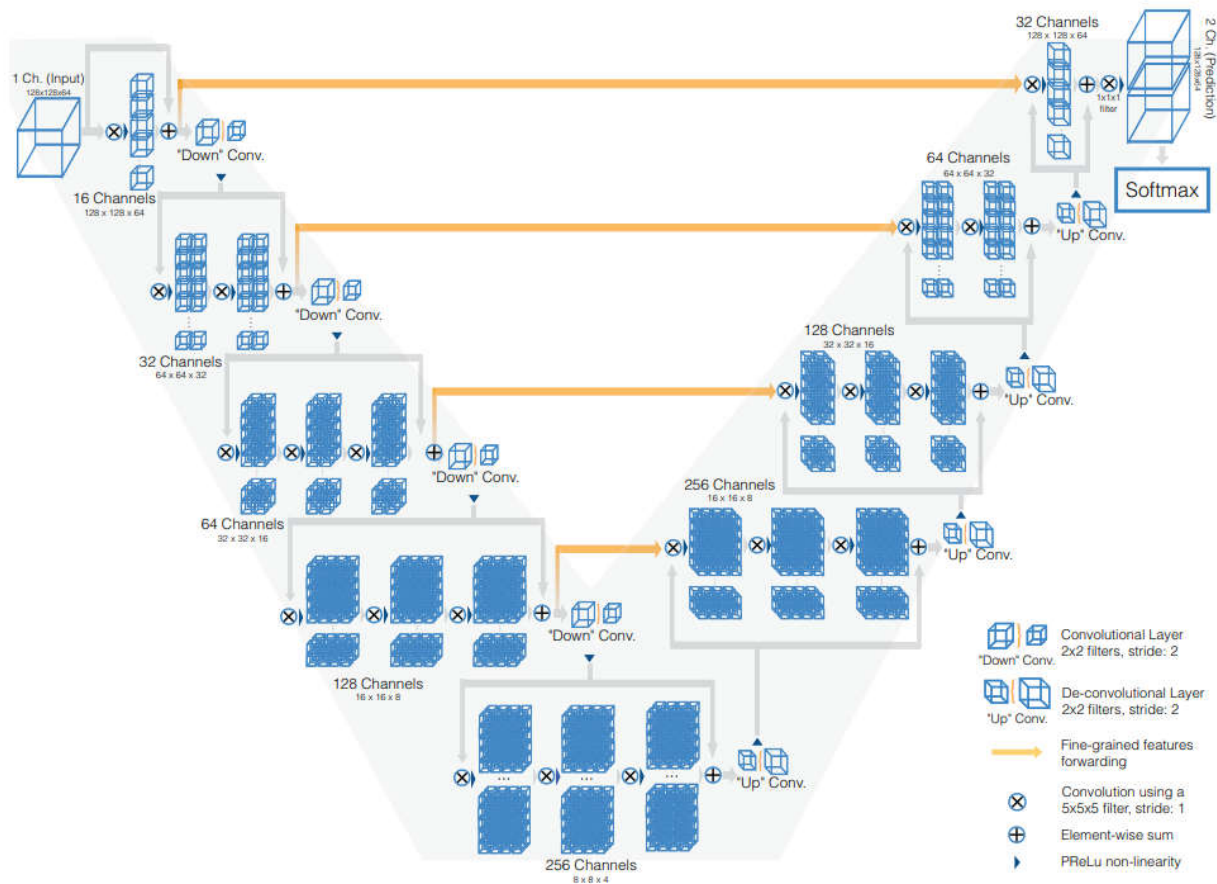 1 Ch. (Input)
128x128x64
"Down" Conv.
16 Channels
128 x 128 x 64
"Down" Conv.
32 Channels
64 x 64 x 32
"Down" Conv.
64 Channels
32 x 32 x 16
"Down" Conv.
128 Channels
16 x 16 x 8
...
...
...
256 Channels
8 x 8 x 4
"Up" Conv.
256 Channels
16 x 16 x 8
"Up" Conv.
128 Channels
32 x 32 x 16
"Up" Conv.
64 Channels
64 x 64 x 32
"Up" Conv.
32 Channels
128 x 128 x 64
1x1x1
filter
2 Ch. (Prediction)
128x128x64
Softmax
"Down" Conv.
Convolutional Layer
2x2 filters, stride: 2
"Up" Conv.
De-convolutional Layer
2x2 filters, stride: 2
Fine-grained features
forwarding
Convolution using a
5x5x5 filter, stride: 1
Element-wise sum
PReLu non-linearity